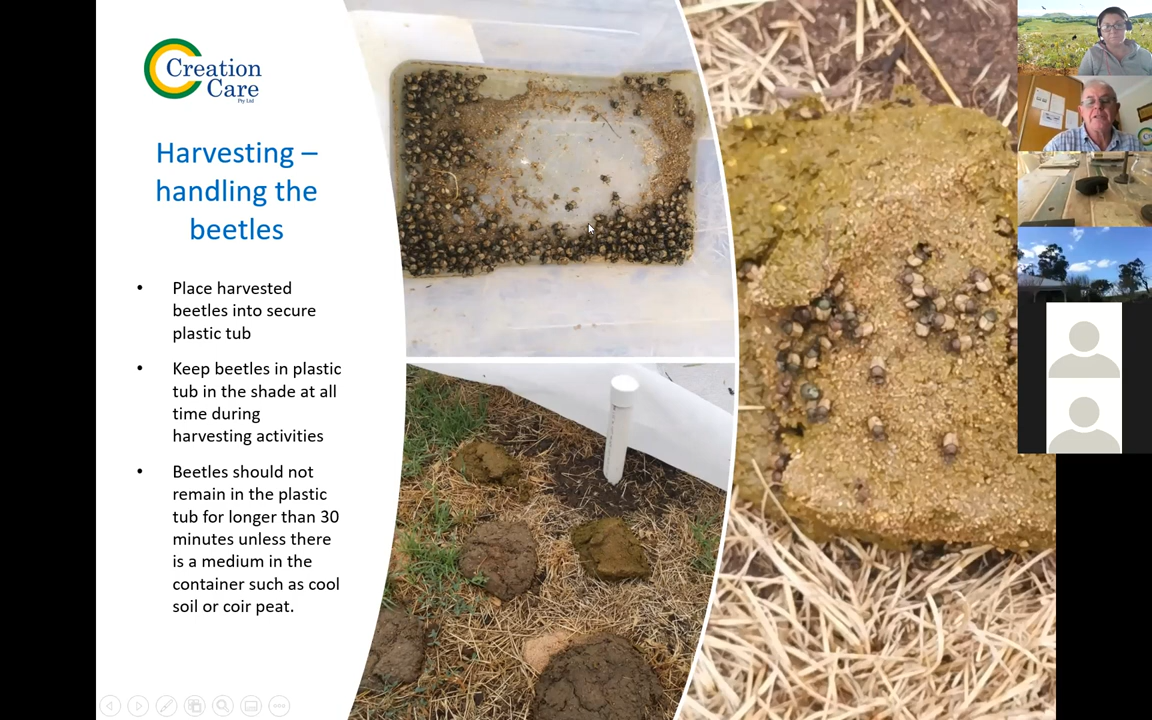 Creation
Care
Pty Ltd
Harvesting –
handling the
beetles
• Place harvested
beetles into secure
plastic tub
• Keep beetles in plastic
tub in the shade at all
time during
harvesting activities
• Beetles should not
remain in the plastic
tub for longer than 30
minutes unless there
is a medium in the
container such as cool
soil or coir peat.